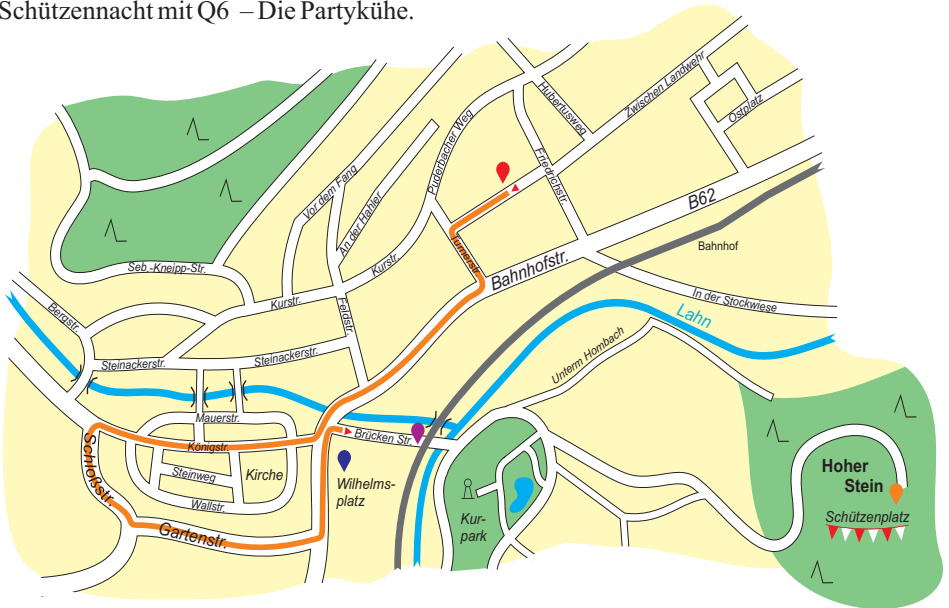 Schützennacht mit Q6 – Die Partykühe.
Zwischen Landwehr
Hubertusweg
Ostplatz
Puderbacher Weg
Friedrichstr.
Vor dem Fang
An der Hahler
B62
Turnerstr.
Bahnhof
Bahnhofstr.
Kurstr.
Seb.-Kneipp-Str.
Kurstr.
In der Stockwiese
Lahn
Bergstr.
Feldstr.
Unterm Hombach
Steinackerstr.
Steinackerstr.
Mauerstr.
Brücken Str.
Königstr.
Schloßstr.
Steinweg
Kirche
Wilhelms-
platz
Wallstr.
Gartenstr.
Kur-
park
Hoher
Stein
Schützenplatz